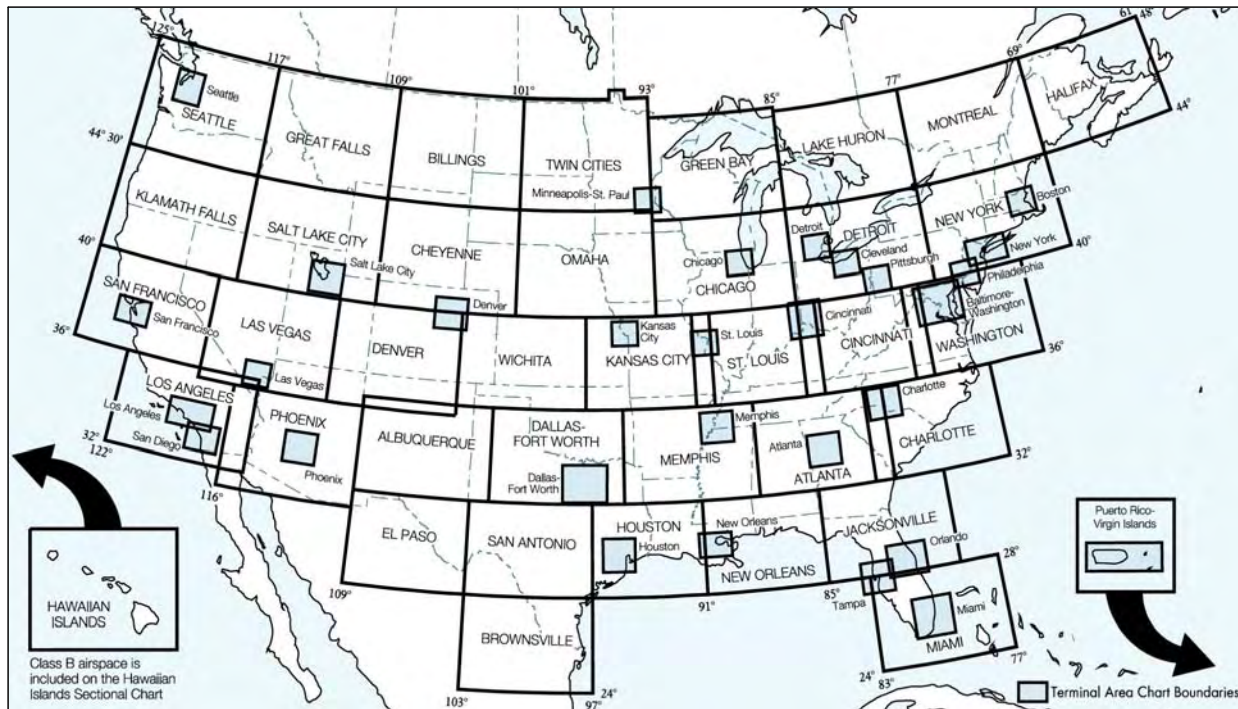 125°
117°
109°
101°
93°
85°
77°
69°
61°
48°
Seattle
SEATTLE
GREAT FALLS
BILLINGS
TWIN CITIES
GREEN BAY
LAKE HURON
MONTREAL
HALIFAX
44°
44° 30'
Minneapolis-St. Paul
KLAMATH FALLS
SALT LAKE CITY
Salt Lake City
CHEYENNE
OMAHA
Chicago
CHICAGO
Detroit
DETROIT
Cleveland
Pittsburgh
NEW YORK
Boston
New York
40°
Philadelphia
Baltimore-
Washington
40°
SAN FRANCISCO
San Francisco
LAS VEGAS
Las Vegas
Denver
DENVER
WICHITA
Kansas
City
KANSAS CITY
St. Louis
ST. LOUIS
Cincinnati
CINCINNATI
WASHINGTON
36°
36°
LOS ANGELES
Los Angeles
San Diego
PHOENIX
Phoenix
ALBUQUERQUE
DALLAS-
FORT WORTH
Dallas-
Fort Worth
Memphis
MEMPHIS
Atlanta
ATLANTA
Charlotte
CHARLOTTE
32°
32°
122°
116°
EL PASO
SAN ANTONIO
HOUSTON
Houston
New Orleans
NEW ORLEANS
JACKSONVILLE
Orlando
28°
109°
91°
85°
Tampa
Miami
MIAMI
BROWNSVILLE
103°
97°
24°
24°
83°
77°
HAWAIIAN
ISLANDS
Class B airspace is
included on the Hawaiian
Islands Sectional Chart
Puerto Rico-
Virgin Islands
Terminal Area Chart Boundaries